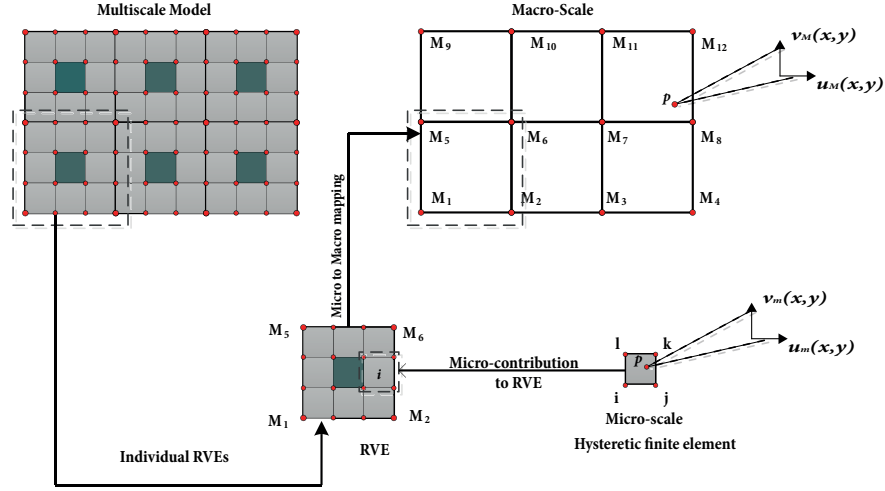 Multiscale Model
Macro-Scale
M9
M10
M11
M12
vM(x,y)
uM(x,y)
p
M5
M6
M7
M8
M1
M2
M3
M4
Micro to Macro mapping
M5
M6
i
M1
M2
RVE
Individual RVEs
Micro-contribution
to RVE
vm(x,y)
um(x,y)
l
k
p
i
j
Micro-scale
Hysteretic finite element